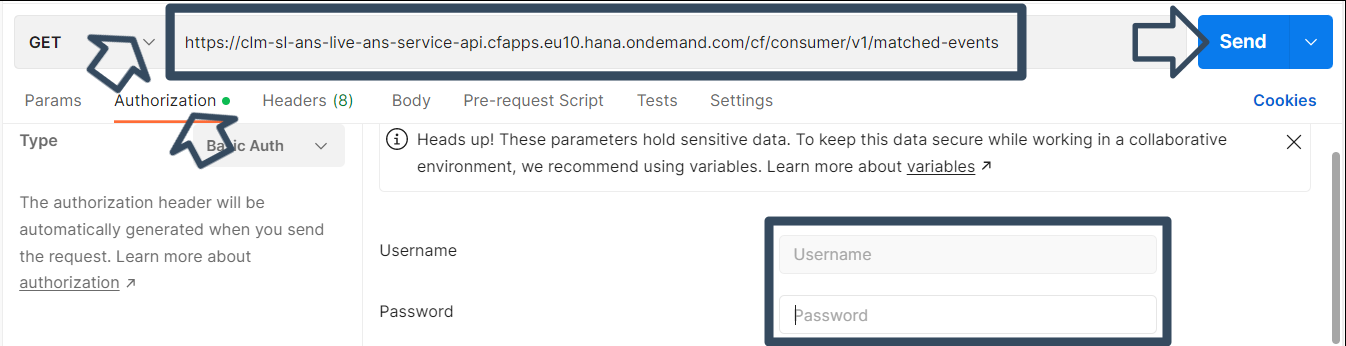 GET
https://clm-sl-ans-live-ans-service-api.cfapps.eu10.hana.ondemand.com/cf/consumer/v1/matched-events
Send
Params
Authorization
Headers (8)
Body
Pre-request Script
Tests
Settings
Cookies
Type
Basic Auth
The authorization header will be
automatically generated when you send
the request. Learn more about
authorization ↗
Heads up! These parameters hold sensitive data. To keep this data secure while working in a collaborative
environment, we recommend using variables. Learn more about variables ↗
Username
Username
Password
Password